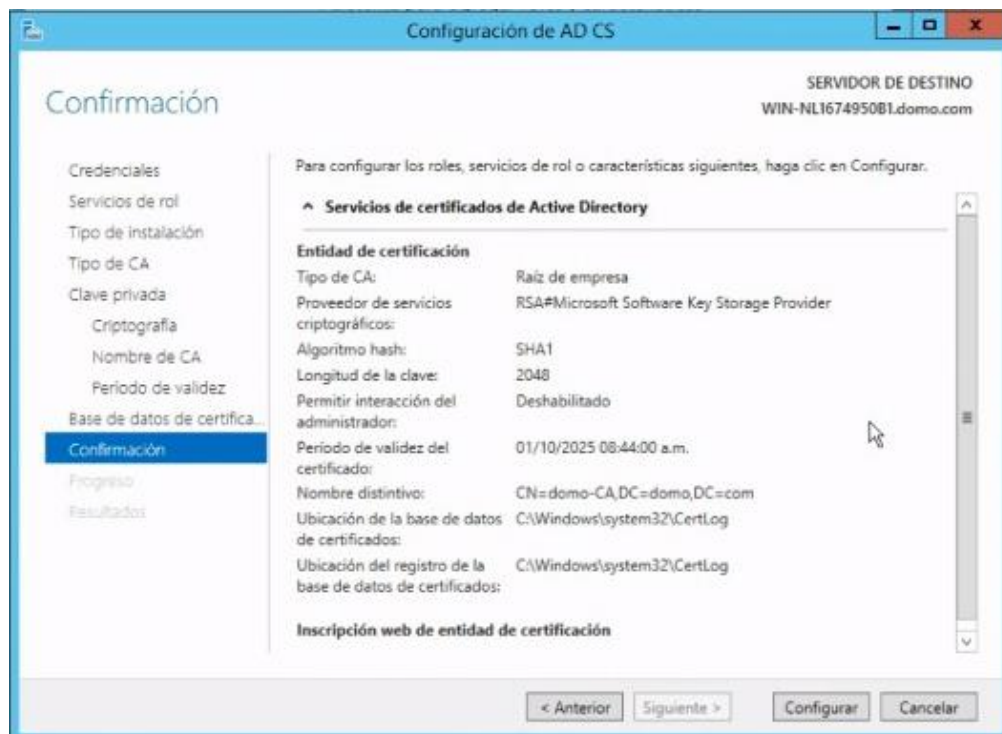 Configuración de AD CS
Confirmación
SERVIDOR DE DESTINO
WIN-NL1674950B1.domo.com
Credenciales
Servicios de rol
Tipo de instalación
Tipo de CA
Clave privada
Criptografía
Nombre de CA
Período de validez
Base de datos de certifica...
Confirmación
Progreso
Resultados
Para configurar los roles, servicios de rol o características siguientes, haga clic en Configurar.
Servicios de certificados de Active Directory
Entidad de certificación
Tipo de CA: Raíz de empresa
Proveedor de servicios RSA#Microsoft Software Key Storage Provider
criptográficos:
Algoritmo hash: SHA1
Longitud de la clave: 2048
Permitir interacción del Deshabilitado
administrador:
Período de validez del 01/10/2025 08:44:00 a.m.
certificado:
Nombre distintivo: CN=domo-CA,DC=domo,DC=com
Ubicación de la base de datos C:\Windows\system32\CertLog
de certificados:
Ubicación del registro de la C:\Windows\system32\CertLog
base de datos de certificados:
Inscripción web de entidad de certificación
< Anterior Siguiente > Configurar Cancelar